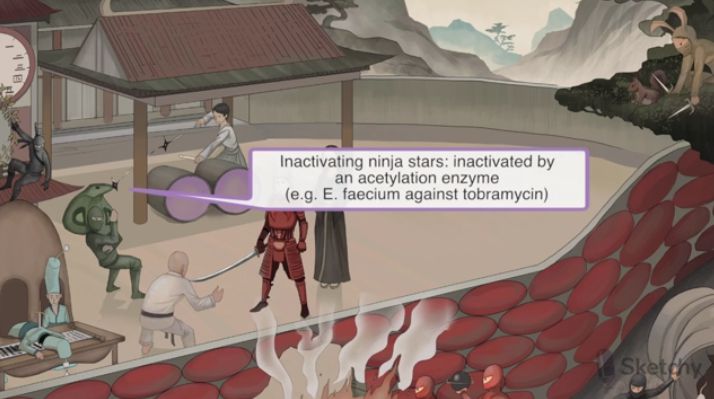 Inactivating ninja stars: inactivated by
an acetylation enzyme
(e.g. E. faecium against tobramycin)
Sketchy